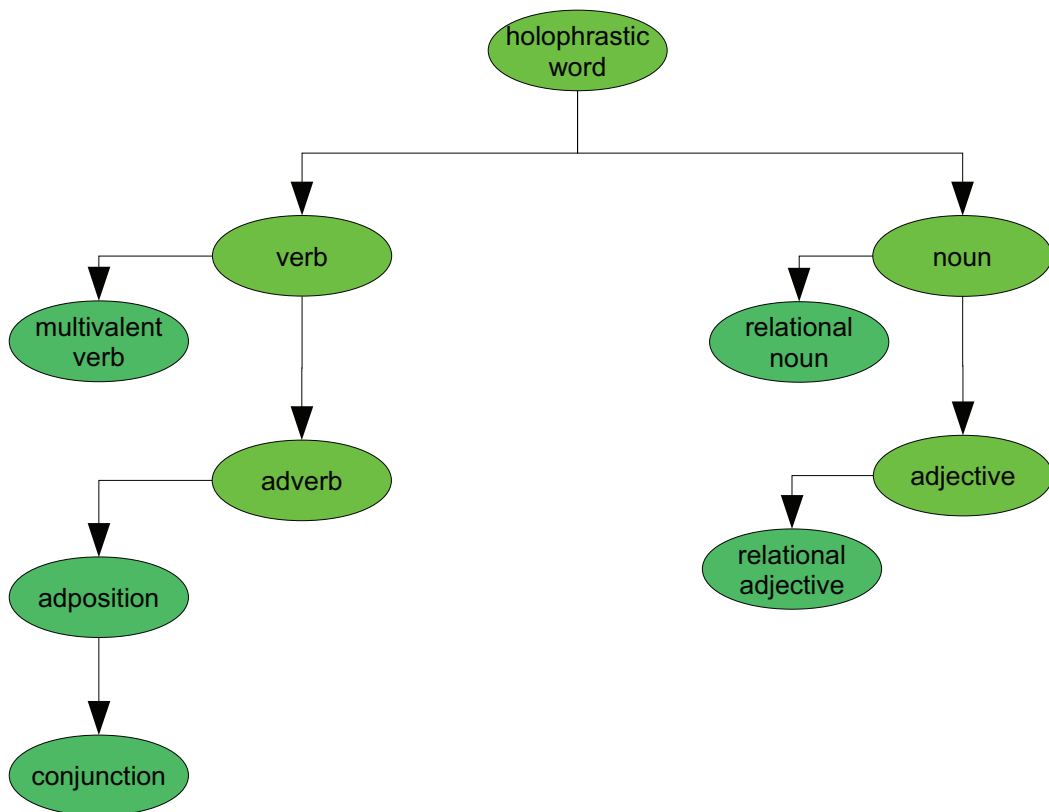 holophrastic
word
verb
noun
multivalent
verb
relational
noun
adverb
adjective
relational
adjective
adposition
conjunction